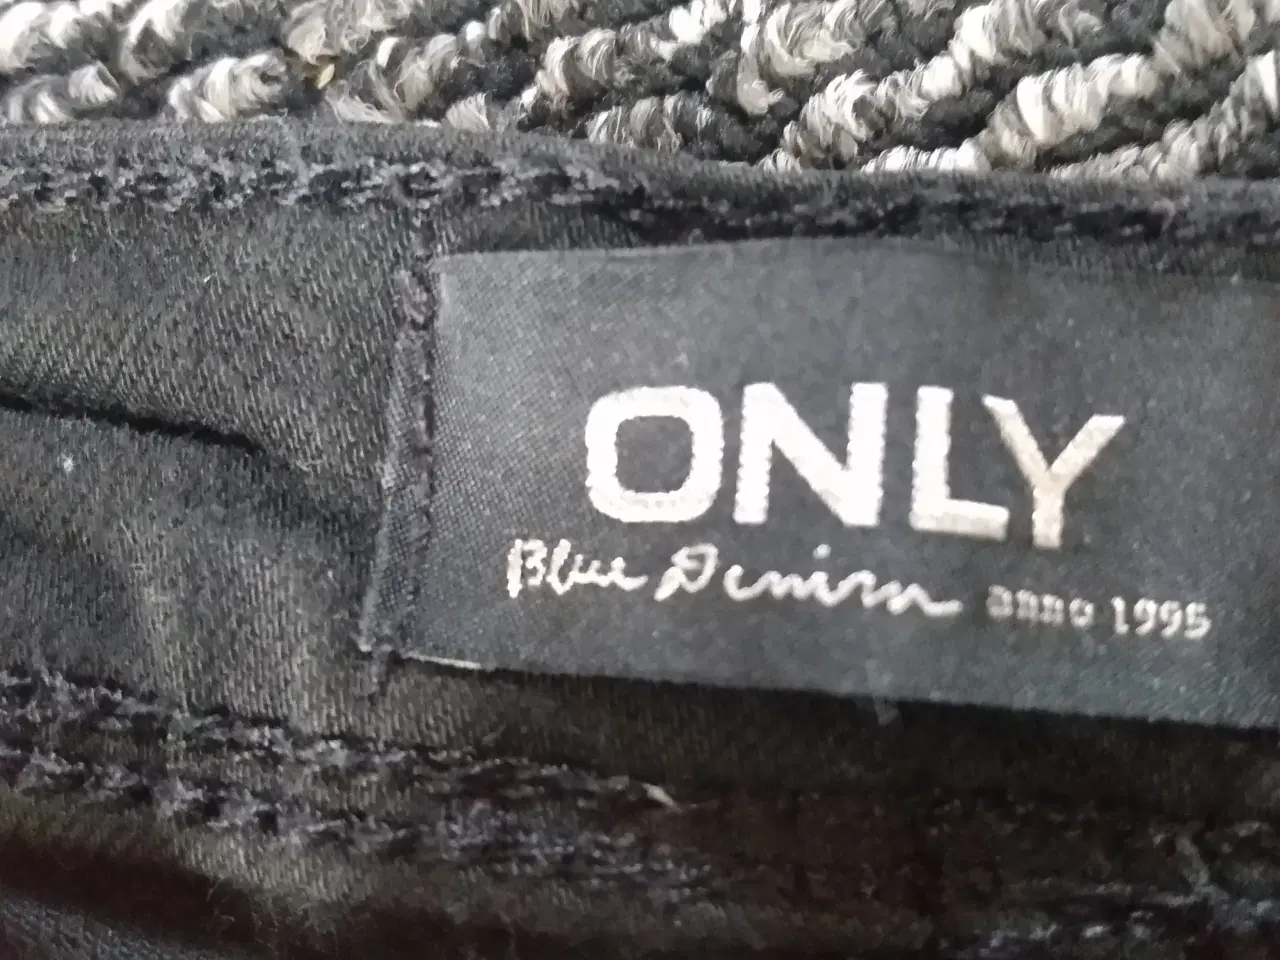 ONLY
Blue Denim anno 1995